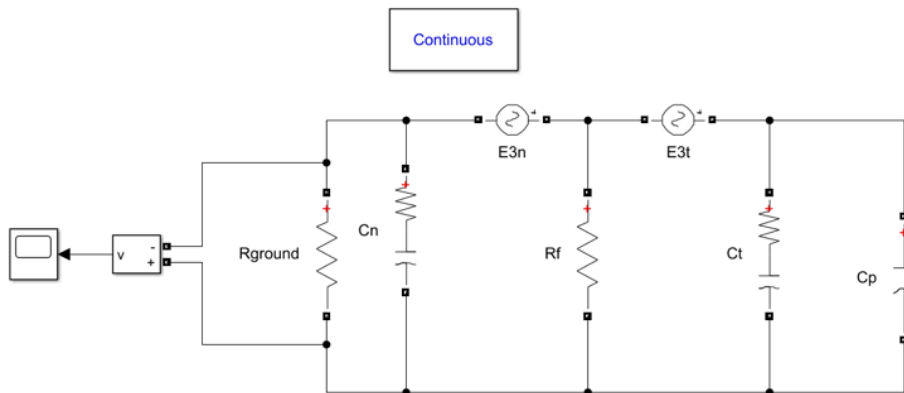 Continuous
E3n
E3t
Cn
Rground
Rf
Ct
Cp
v
-
+